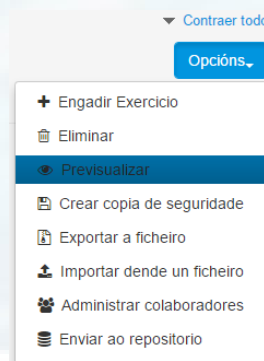 Contraer todo
Opcións
Engadir Exercicio
Eliminar
Previsualizar
Crear copia de seguridade
Exportar a ficheiro
Importar dende un ficheiro
Administrar colaboradores
Enviar ao repositorio